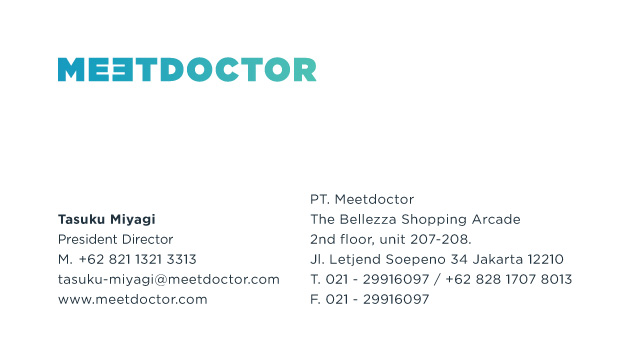 MEETDOCTOR
Tasuku Miyagi
President Director
M. +62 821 1321 3313
tasuku-miyagi@meetdoctor.com
www.meetdoctor.com
PT. Meetdoctor
The Bellezza Shopping Arcade
2nd floor, unit 207-208.
Jl. Letjend Soepeno 34 Jakarta 12210
T. 021 - 29916097 / +62 828 1707 8013
F. 021 - 29916097